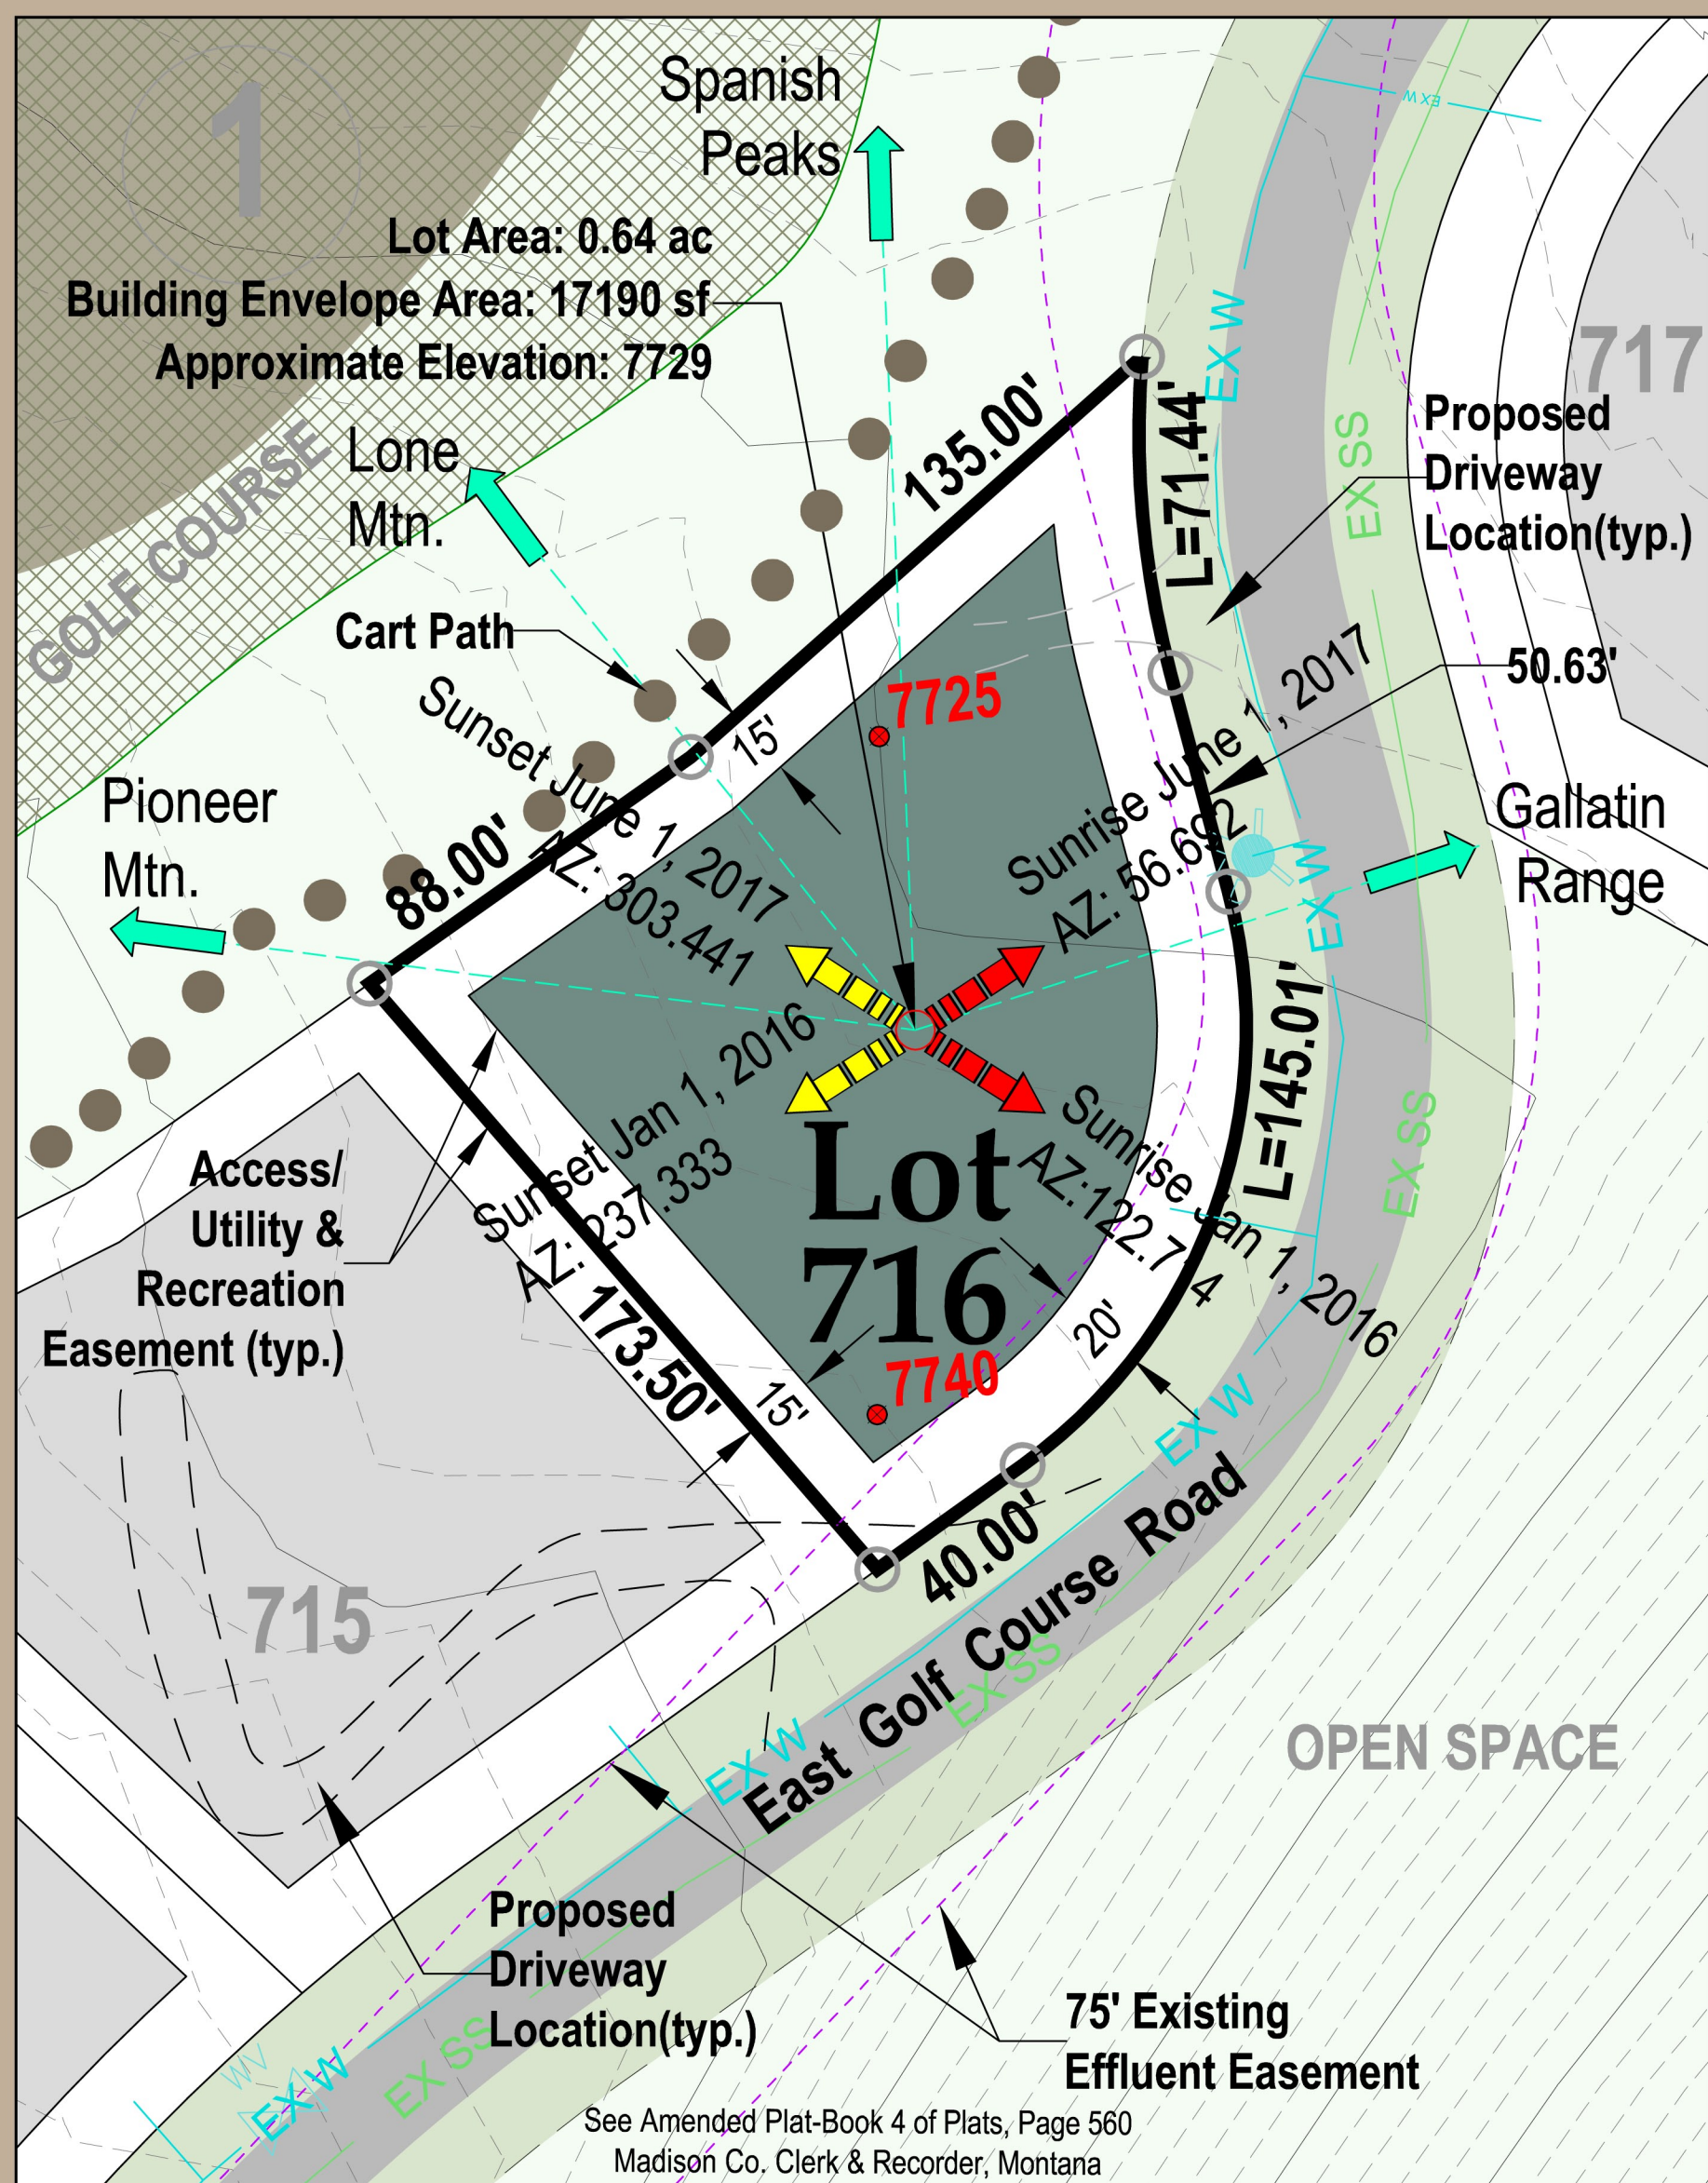 1
Spanish
Peaks
Lot Area: 0.64 ac
Building Envelope Area: 17190 sf
Approximate Elevation: 7729
EX W
EX W
717
GOLF COURSE
Lone
Mtn.
135.00'
L=71.44'
EX SS
Proposed
Driveway
Location(typ.)
Cart Path
50.63'
15'
7725
Sunset June 1, 2017
AZ: 303.441
Sunrise June 1, 2017
AZ: 56.692
Pioneer
Mtn.
88.00'
Gallatin
Range
EX W
L=145.01'
EX SS
Sunset Jan 1, 2016
AZ: 237.333
Sunrise Jan 1, 2016
AZ:122.714
Lot
716
Access/
Utility &
Recreation
Easement (typ.)
173.50'
15'
20'
7740
EX W
40.00'
715
East Golf Course Road
EX SS
EX W
OPEN SPACE
Proposed
Driveway
Location(typ.)
75' Existing
Effluent Easement
WV
EX W
EX SS
See Amended Plat-Book 4 of Plats, Page 560
Madison Co. Clerk & Recorder, Montana